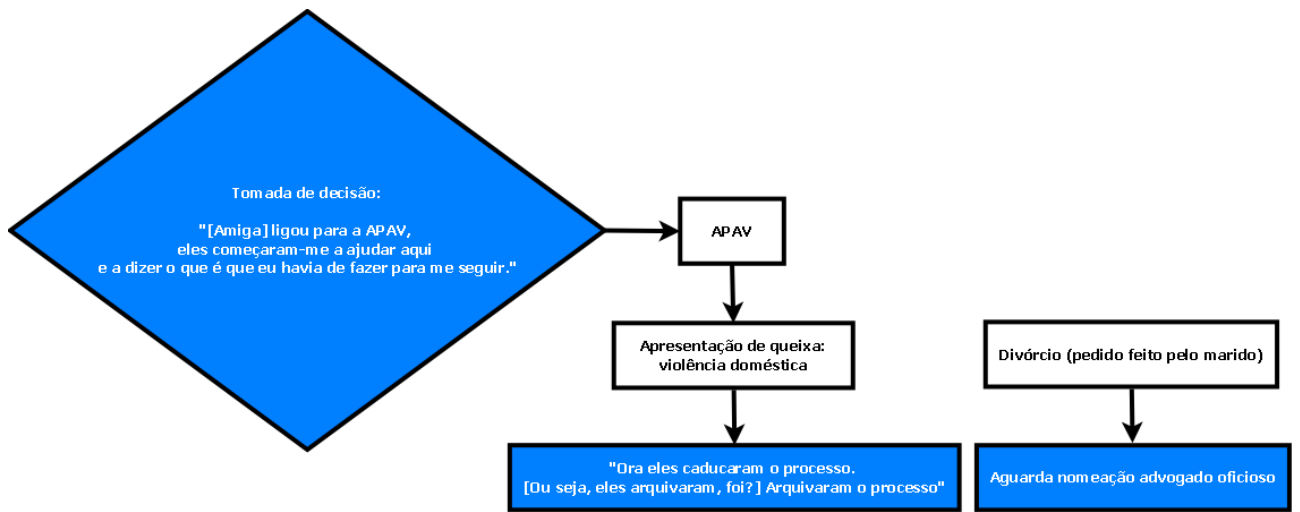 Tomada de decisão:
"[Amiga] ligou para a APAV,
eles começaram-me a ajudar aqui
e a dizer o que é que eu havia de fazer para me seguir."
APAV
Apresentação de queixa:
violência doméstica
Divórcio (pedido feito pelo marido)
"Ora eles caducaram o processo.
[Ou seja, eles arquivaram, foi?] Arquivaram o processo"
Aguarda nomeação advogado oficioso